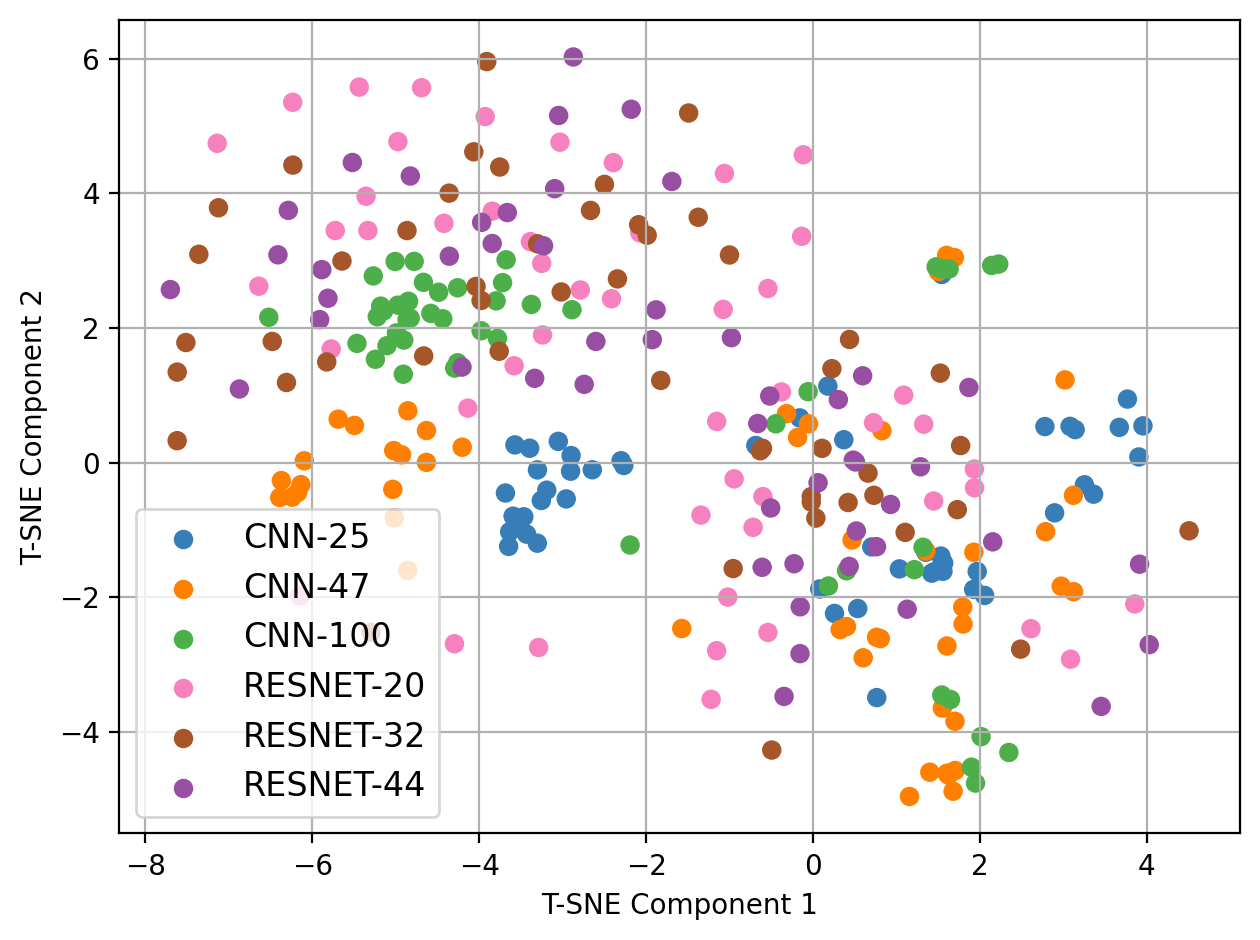 6
4
2
0
−2
−4
T-SNE Component 2
CNN-25
CNN-47
CNN-100
RESNET-20
RESNET-32
RESNET-44
−8 −6 −4 −2 0 2 4
T-SNE Component 1